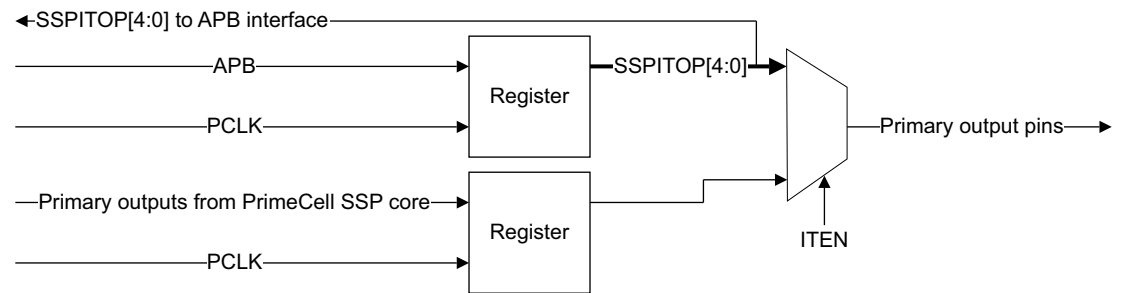 SSPITOP[4:0] to APB interface
APB
SSPITOP[4:0]
Register
PCLK
Primary output pins
Primary outputs from PrimeCell SSP core
Register
ITEN
PCLK